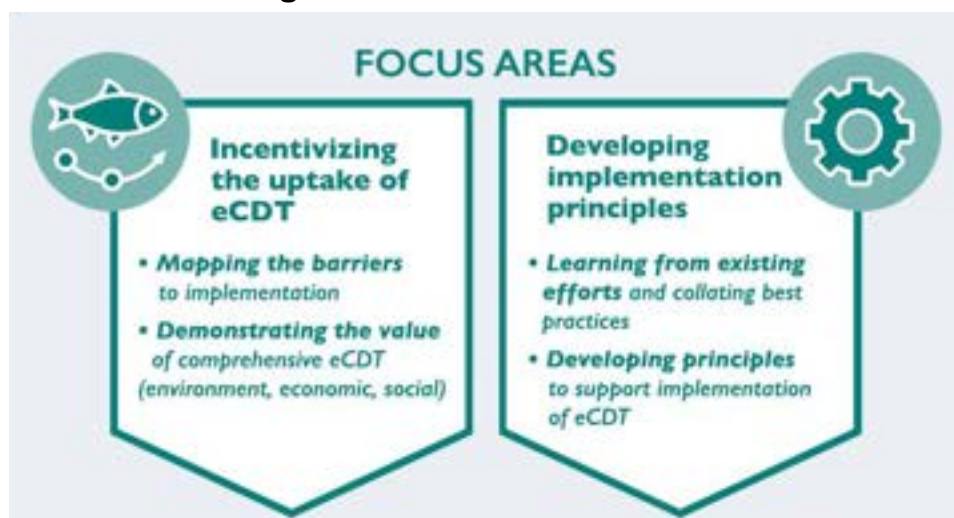 FOCUS AREAS
Incentivizing
the uptake of
eCDT
• Mapping the barriers
to implementation
• Demonstrating the value
of comprehensive eCDT
(environment, economic, social)
Developing
implementation
principles
• Learning from existing
efforts and collating best
practices
• Developing principles
to support implementation
of eCDT